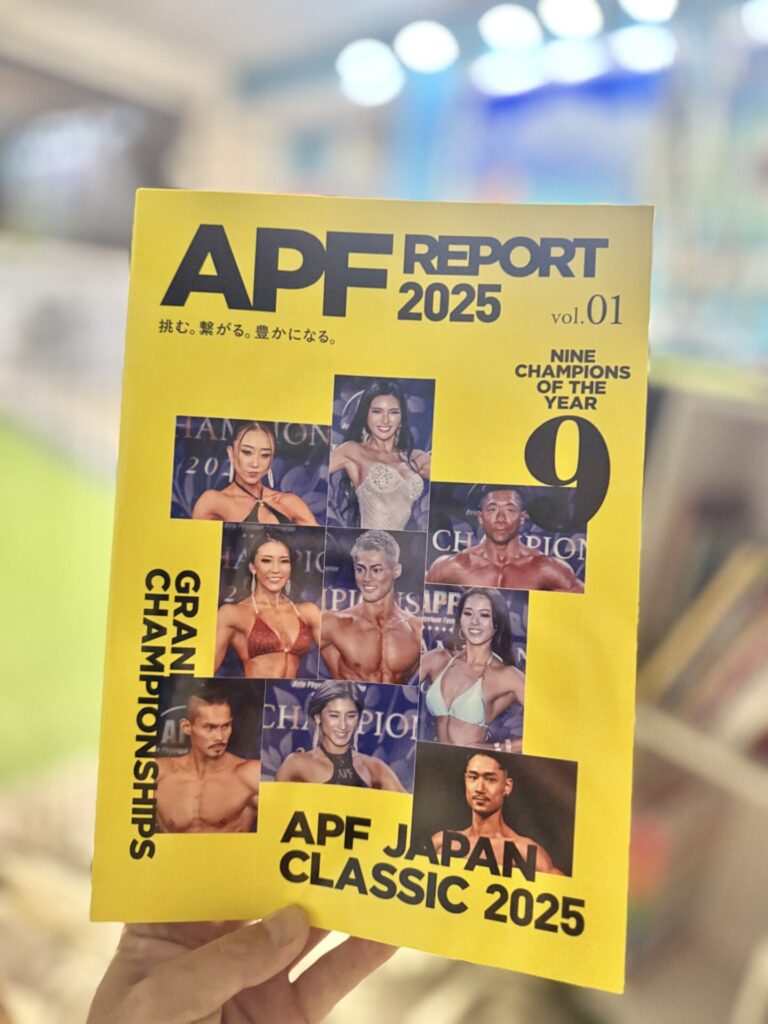 APF REPORT
2025
vol.01
挑む。繋がる。豊かになる。
NINE
CHAMPIONS
OF THE
YEAR
9
GRAND
CHAMPIONSHIPS
APF JAPAN
CLASSIC 2025